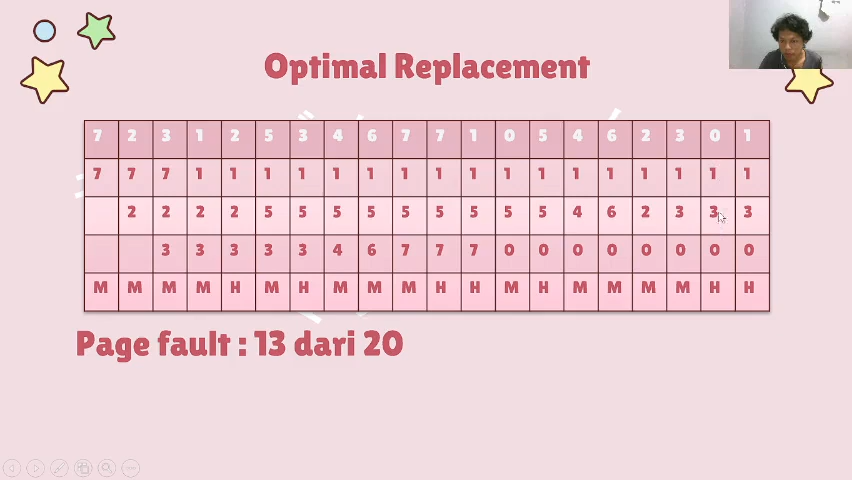 Optimal Replacement
7 2 3 1 2 5 3 4 6 7 7 1 0 5 4 6 2 3 0 1
7 7 7 1 1 1 1 1 1 1 1 1 1 1 1 1 1 1 1 1
2 2 2 2 5 5 5 5 5 5 5 5 5 4 6 2 3 3 3
3 3 3 3 3 4 6 7 7 7 0 0 0 0 0 0 0 0
M M M M H M H M M M H H M H M M M M H H
Page fault : 13 dari 20